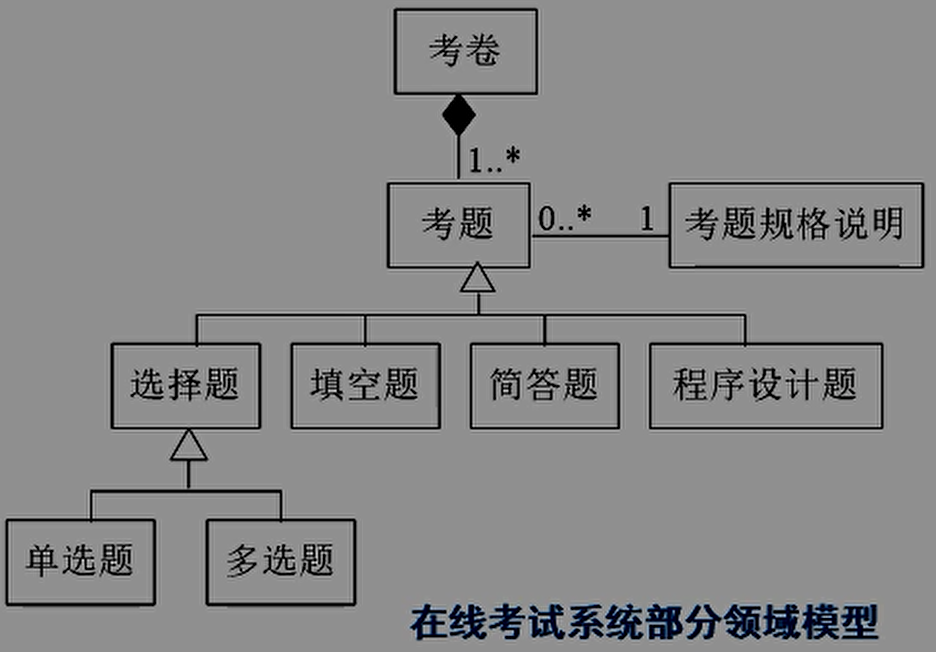 考卷
1..*
考题
0..* 1
考题规格说明
选择题
填空题
简答题
程序设计题
单选题
多选题
在线考试系统部分领域模型